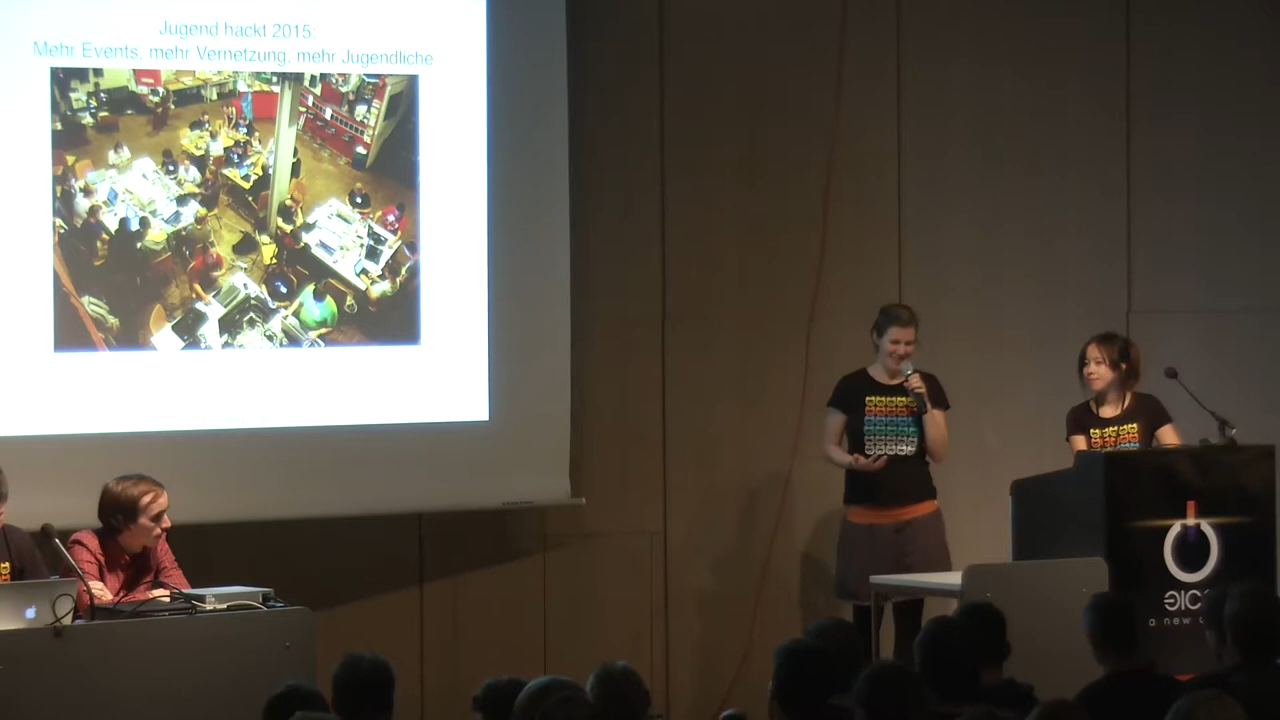 Jugend hackt 2015:
Mehr Events, mehr Vernetzung, mehr Jugendliche
a new